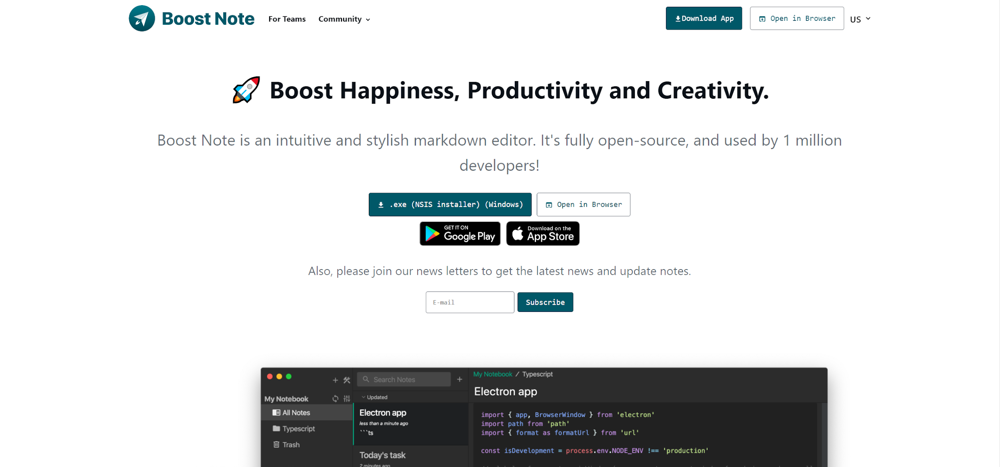 Boost Note
For Teams
Community
Download App
Open in Browser
US
Boost Happiness, Productivity and Creativity.
Boost Note is an intuitive and stylish markdown editor. It's fully open-source, and used by 1 million
developers!
.exe (NSIS installer) (Windows)
Open in Browser
GET IT ON
Google Play
Download on the
App Store
Also, please join our news letters to get the latest news and update notes.
E-mail
Subscribe
My Notebook
All Notes
Typescript
Trash
Search Notes
Updated
Electron app
less than a minute ago
```ts
Today's task
2 minutes ago
My Notebook / Typescript
Electron app
import { app, BrowserWindow } from 'electron'
import path from 'path'
import { format as formatUrl } from 'url'
const isDevelopment = process.env.NODE_ENV !== 'production'